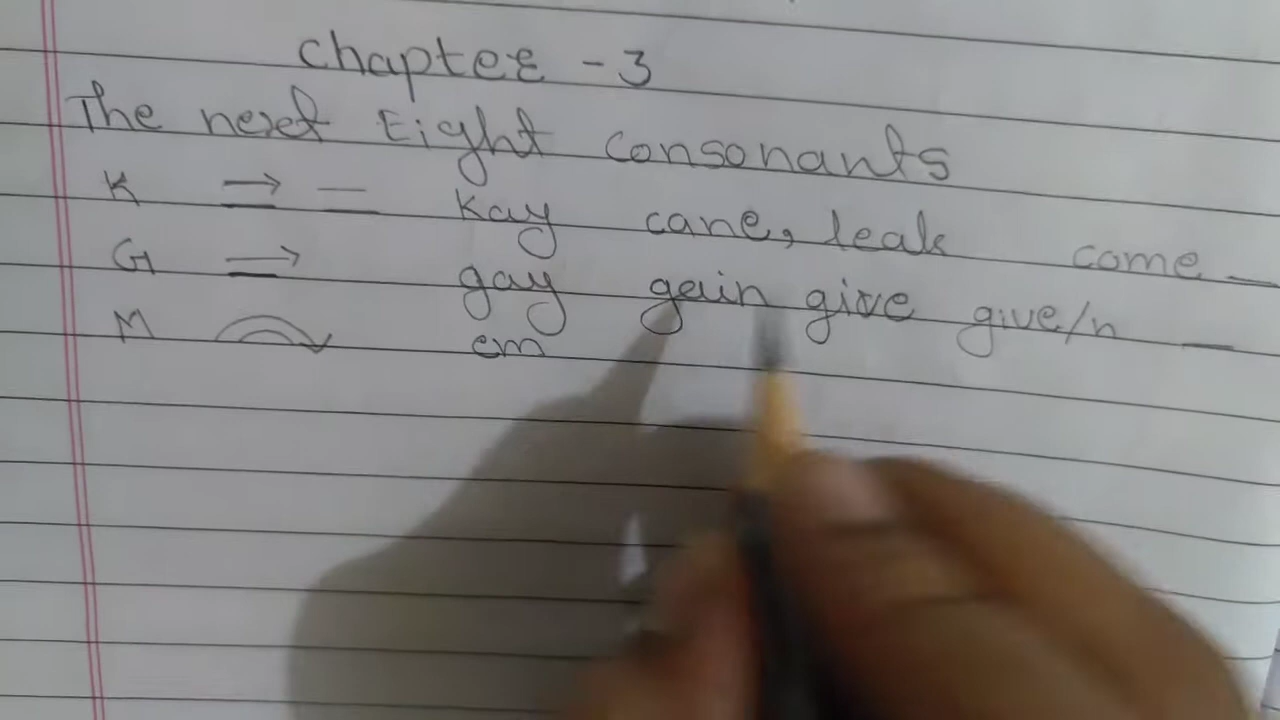 Chapter - 3
The next Eight consonants
K → — Kay cane, leak come —
G → gay gain give give/n —
M em